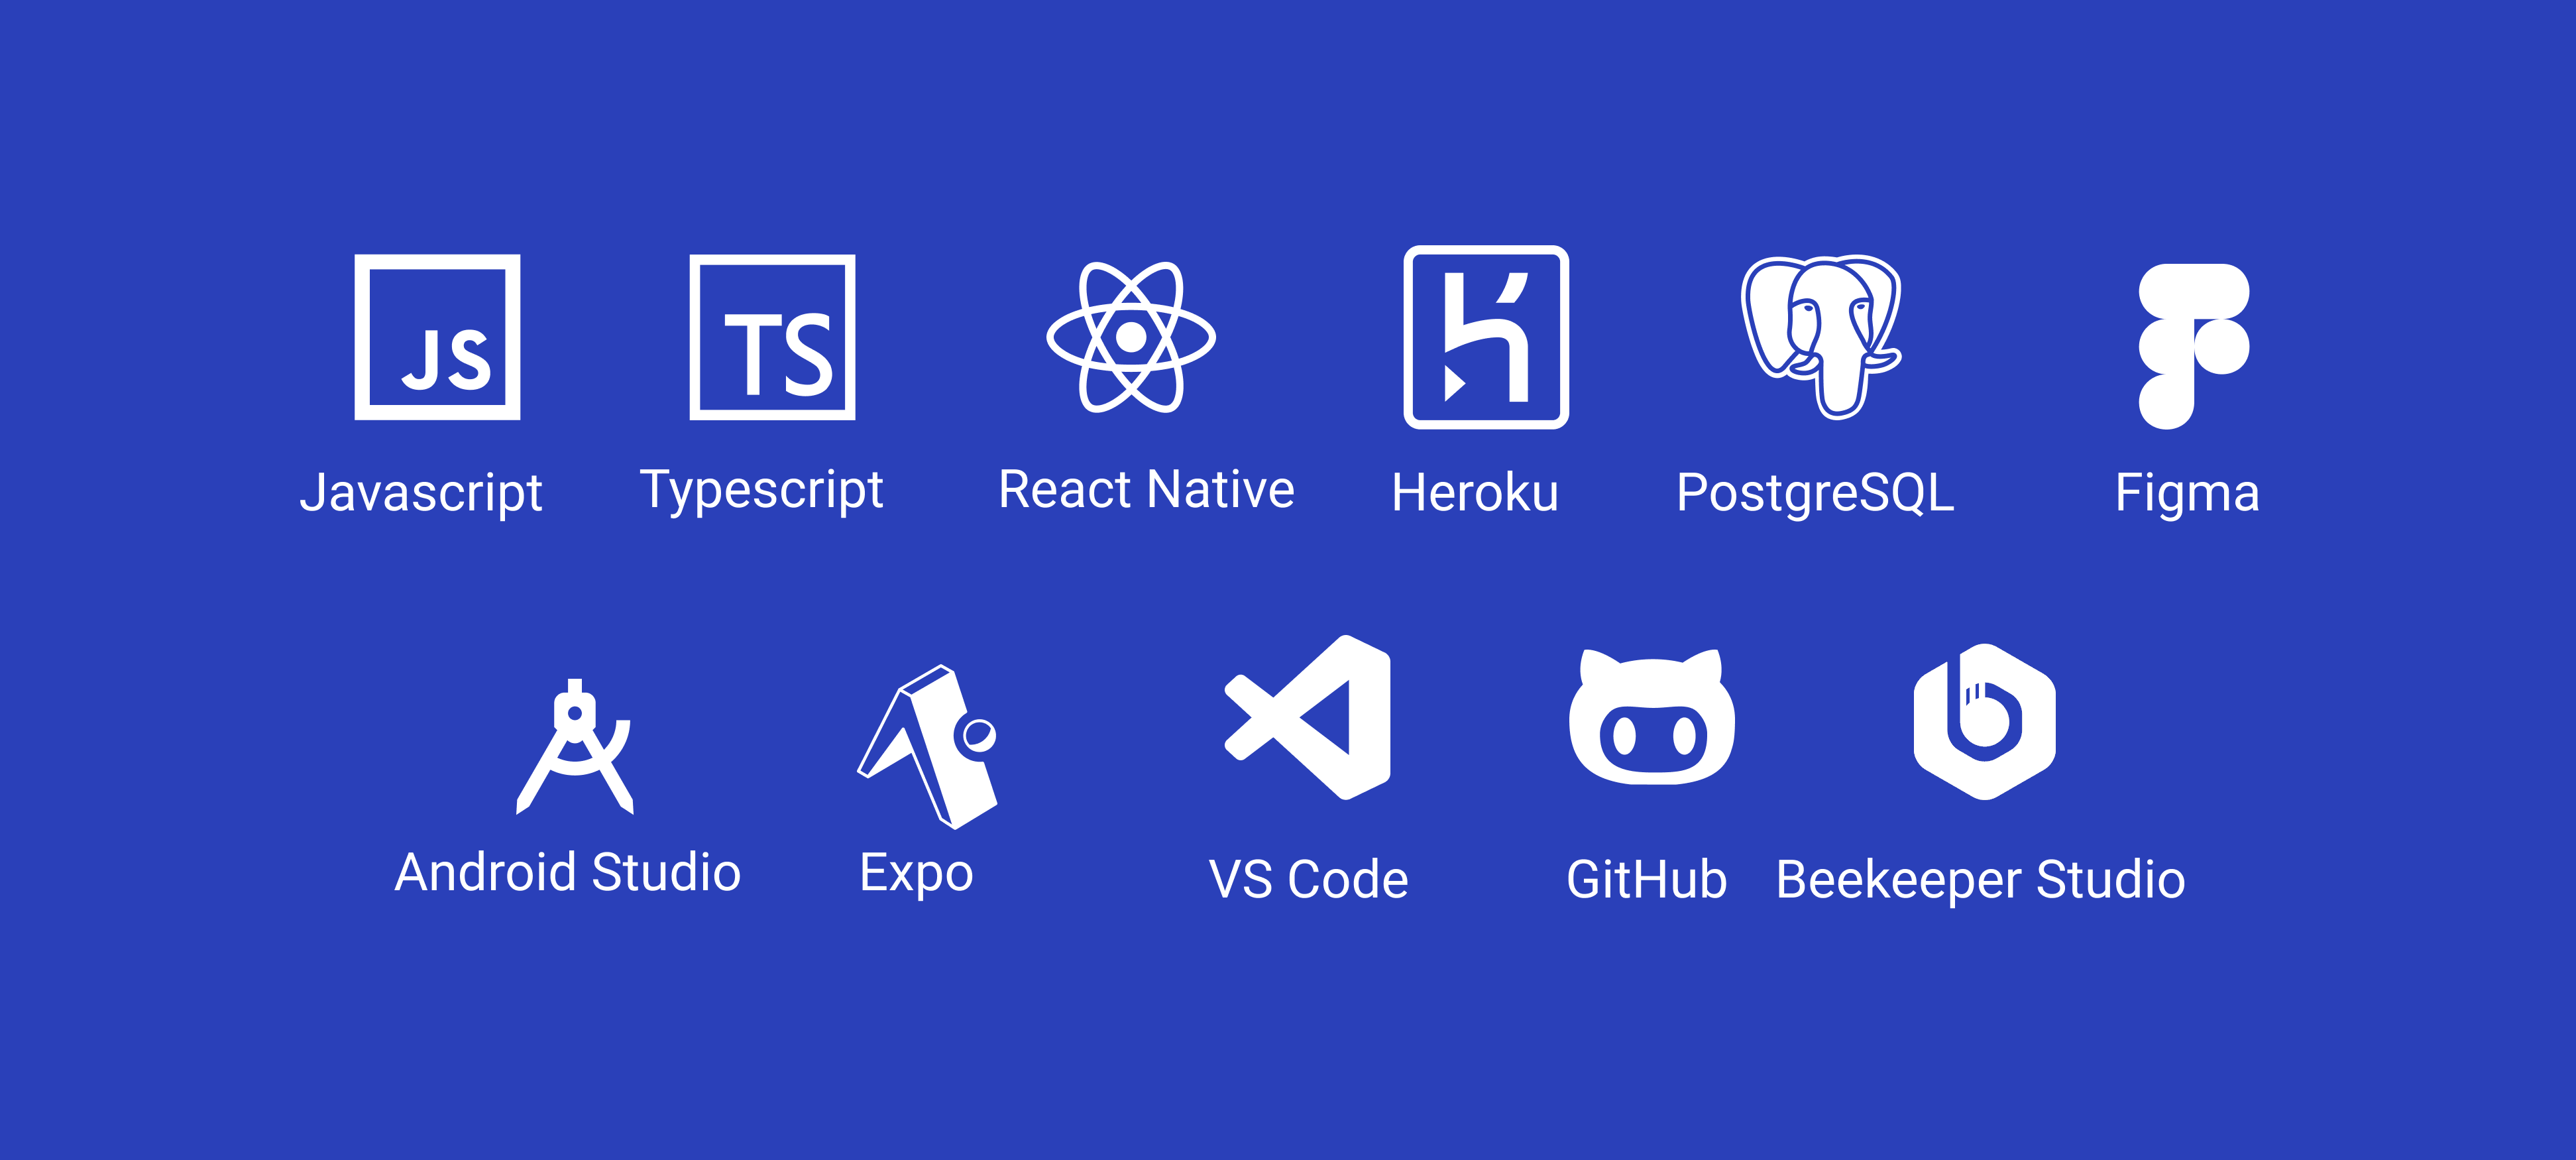 JS
TS
Javascript
Typescript
React Native
Heroku
PostgreSQL
Figma
Android Studio
Expo
VS Code
GitHub
Beekeeper Studio